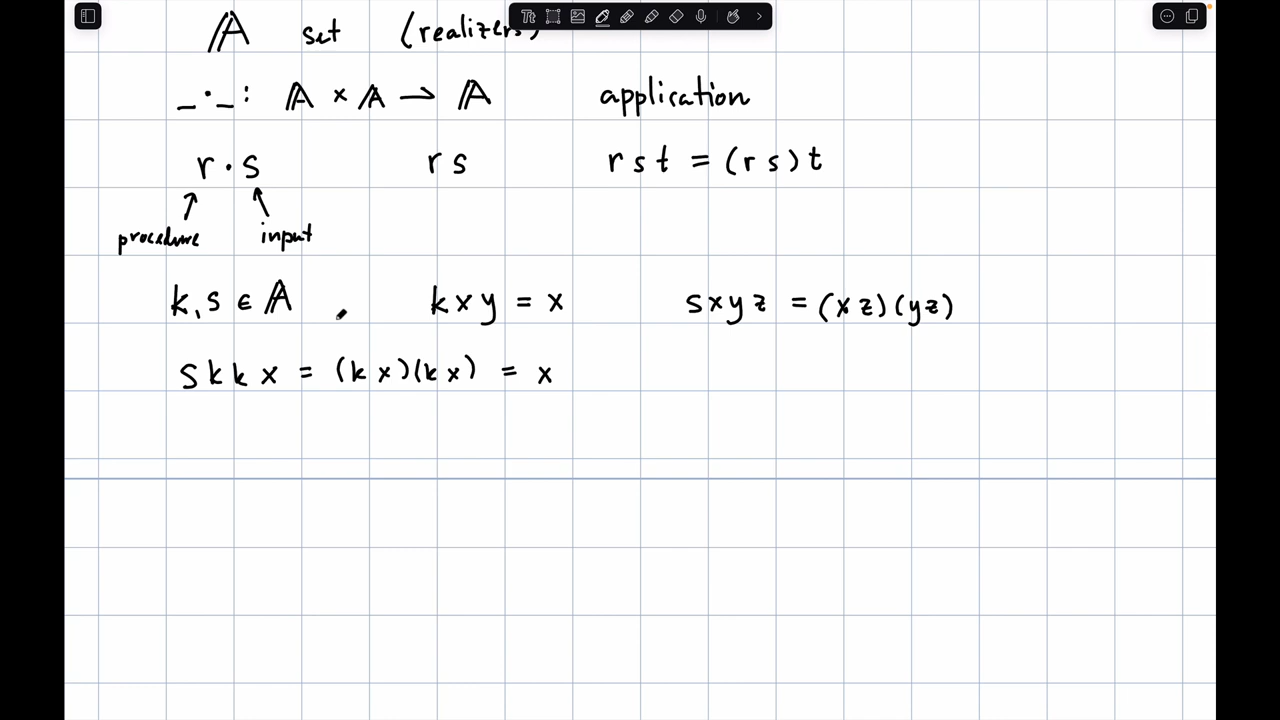 𝔸 set (realizers)
_·_ : 𝔸 × 𝔸 → 𝔸 application
r · s r s r s t = (r s) t
procedure input
k, s ∈ 𝔸 . k x y = x s x y z = (x z)(y z)
s k k x = (k x)(k x) = x